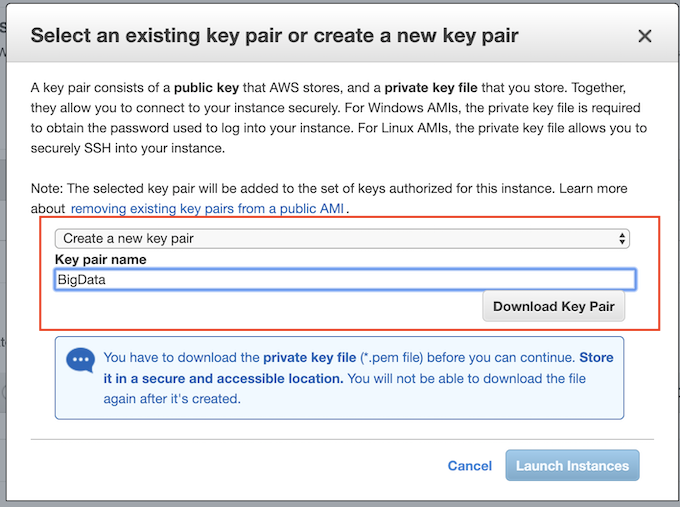 Select an existing key pair or create a new key pair
A key pair consists of a public key that AWS stores, and a private key file that you store. Together,
they allow you to connect to your instance securely. For Windows AMIs, the private key file is required
to obtain the password used to log into your instance. For Linux AMIs, the private key file allows you to
securely SSH into your instance.
Note: The selected key pair will be added to the set of keys authorized for this instance. Learn more
about removing existing key pairs from a public AMI .
Create a new key pair
Key pair name
BigData
Download Key Pair
You have to download the private key file (*.pem file) before you can continue. Store
it in a secure and accessible location. You will not be able to download the file
again after it's created.
Cancel Launch Instances